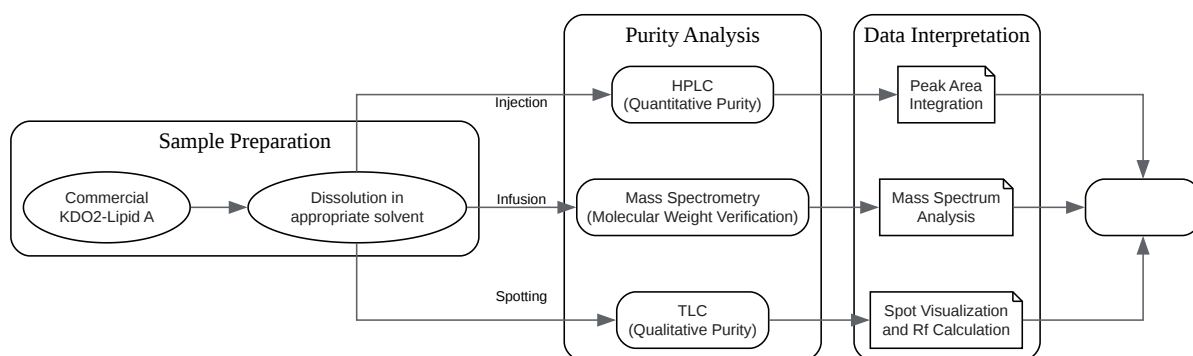 Sample Preparation
Commercial
KDO2-Lipid A
Dissolution in
appropriate solvent
Injection
Infusion
Spotting
Purity Analysis
HPLC
(Quantitative Purity)
Mass Spectrometry
(Molecular Weight Verification)
TLC
(Qualitative Purity)
Data Interpretation
Peak Area
Integration
Mass Spectrum
Analysis
Spot Visualization
and Rf Calculation